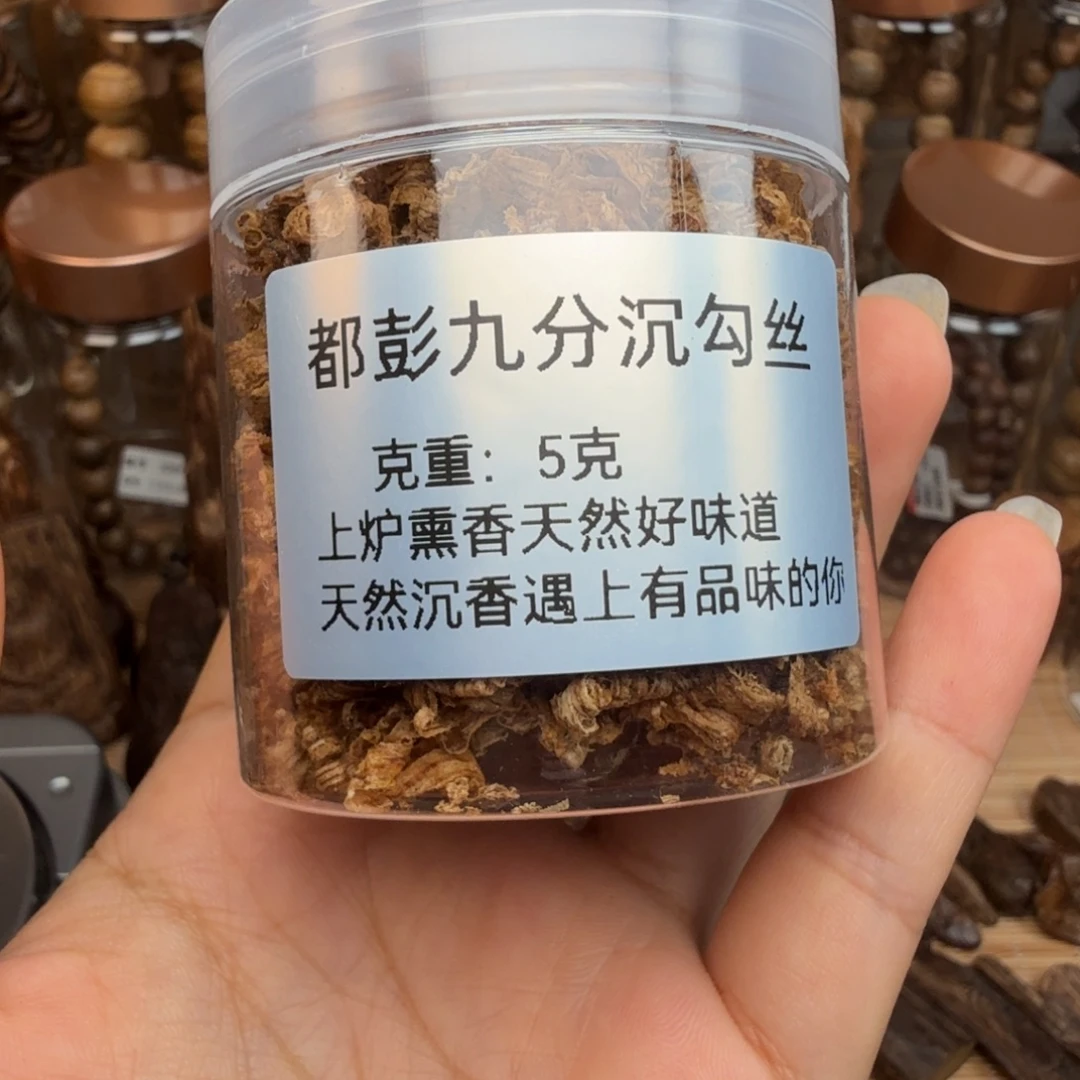 都彭九分沉勾丝
克重：5克
上炉熏香天然好味道
天然沉香遇上有品味的你